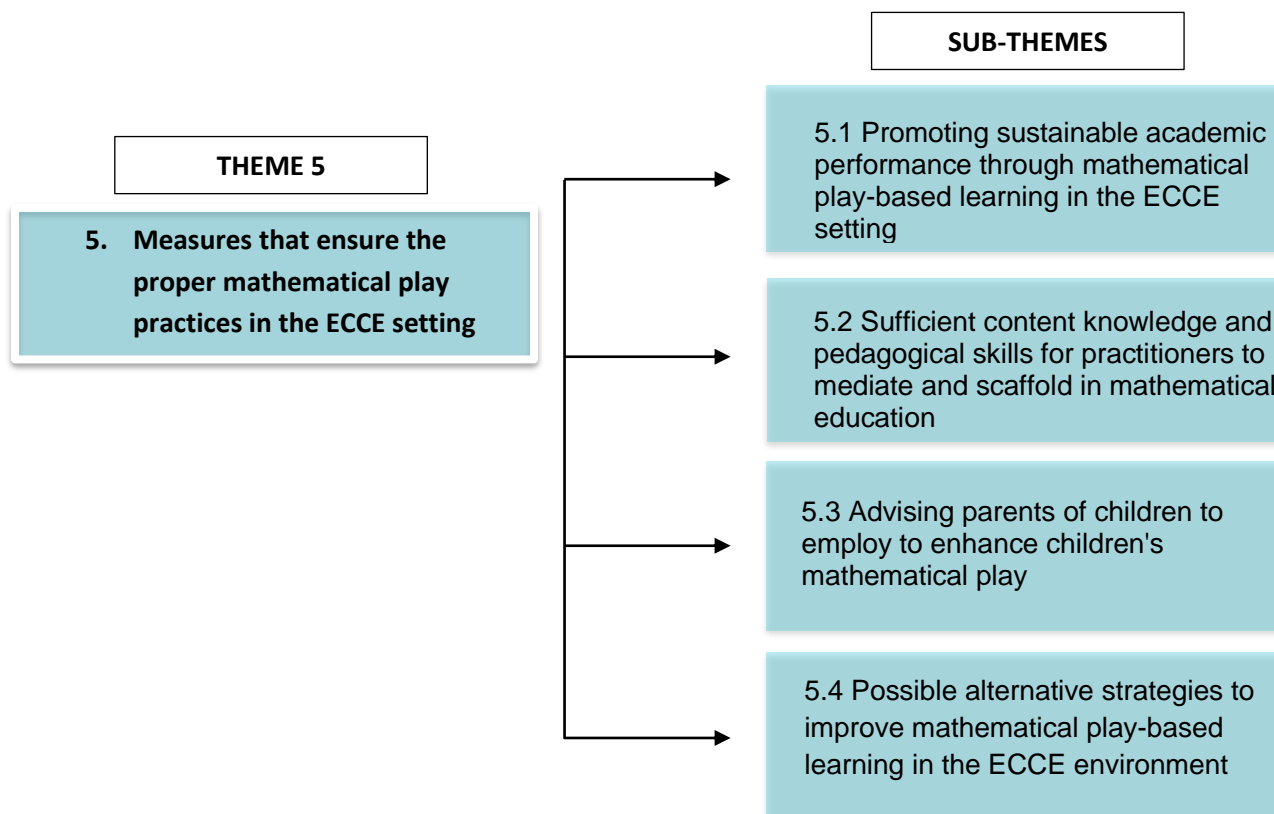 SUB-THEMES
THEME 5
5. Measures that ensure the
proper mathematical play
practices in the ECCE setting
5.1 Promoting sustainable academic
performance through mathematical
play-based learning in the ECCE
setting
5.2 Sufficient content knowledge and
pedagogical skills for practitioners to
mediate and scaffold in mathematical
education
5.3 Advising parents of children to
employ to enhance children's
mathematical play
5.4 Possible alternative strategies to
improve mathematical play-based
learning in the ECCE environment